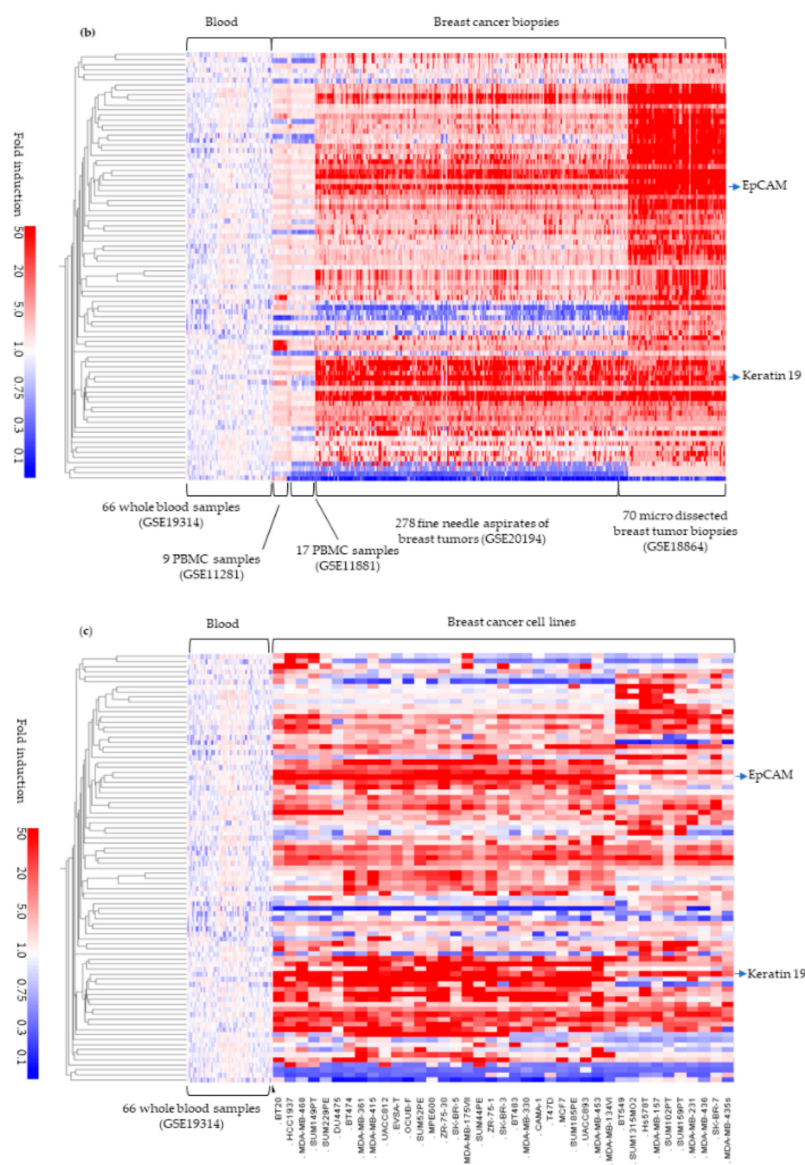 (b)
Blood
Breast cancer biopsies
Fold induction
50
20
5.0
1.0
0.75
0.3
0.1
EpCAM
Keratin 19
66 whole blood samples
(GSE19314)
9 PBMC samples
(GSE11281)
17 PBMC samples
(GSE11881)
278 fine needle aspirates of
breast tumors (GSE20194)
70 micro dissected
breast tumor biopsies
(GSE18864)
(c)
Blood
Breast cancer cell lines
Fold induction
50
20
5.0
1.0
0.75
0.3
0.1
EpCAM
Keratin 19
66 whole blood samples
(GSE19314)
. BT20
. HCC1937
. MDA-MB-468
. SUM149PT
. SUM229PE
. DU4475
. BT474
. MDA-MB-361
. MDA-MB-415
. UACC812
. EVSA-T
. OCUB-F
. SUM52PE
. MPE600
. ZR-75-30
. SK-BR-5
. MDA-MB-175VII
. SUM44PE
. ZR-75-1
. SK-BR-3
. BT483
. MDA-MB-330
. CAMA-1
. T47D
. MCF7
. SUM185PE
. UACC893
. MDA-MB-453
. MDA-MB-134VI
. BT549
. SUM1315MO2
. Hs578T
. MDA-MB-157
. SUM102PT
. SUM159PT
. MDA-MB-231
. MDA-MB-436
. SK-BR-7
. MDA-MB-435s